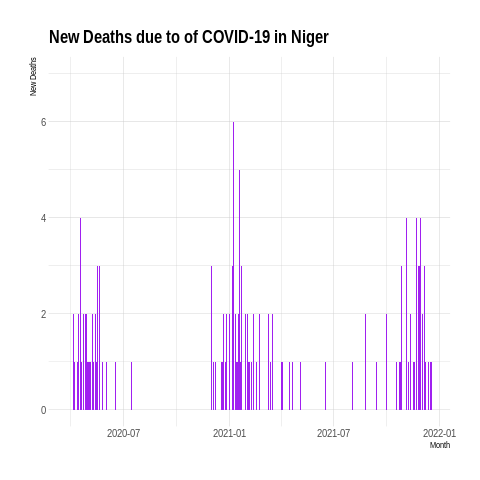 New Deaths due to of COVID-19 in Niger
New Deaths
6
4
2
0
2020-07 2021-01 2021-07 2022-01
Month